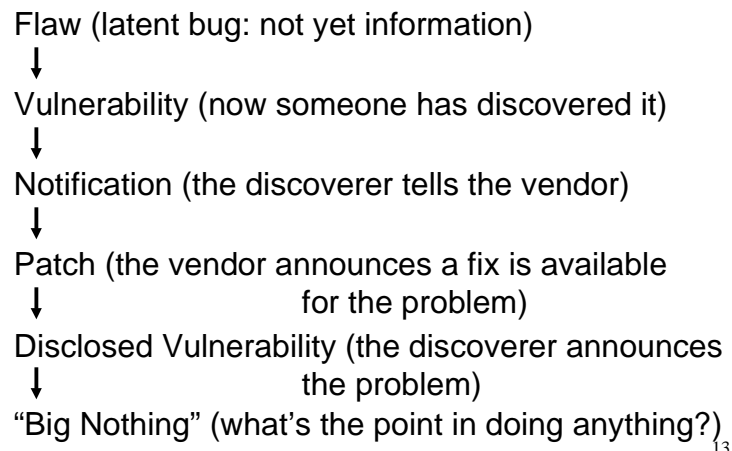 Flaw (latent bug: not yet information)
Vulnerability (now someone has discovered it)
Notification (the discoverer tells the vendor)
Patch (the vendor announces a fix is available
for the problem)
Disclosed Vulnerability (the discoverer announces
the problem)
“Big Nothing” (what’s the point in doing anything?)
13